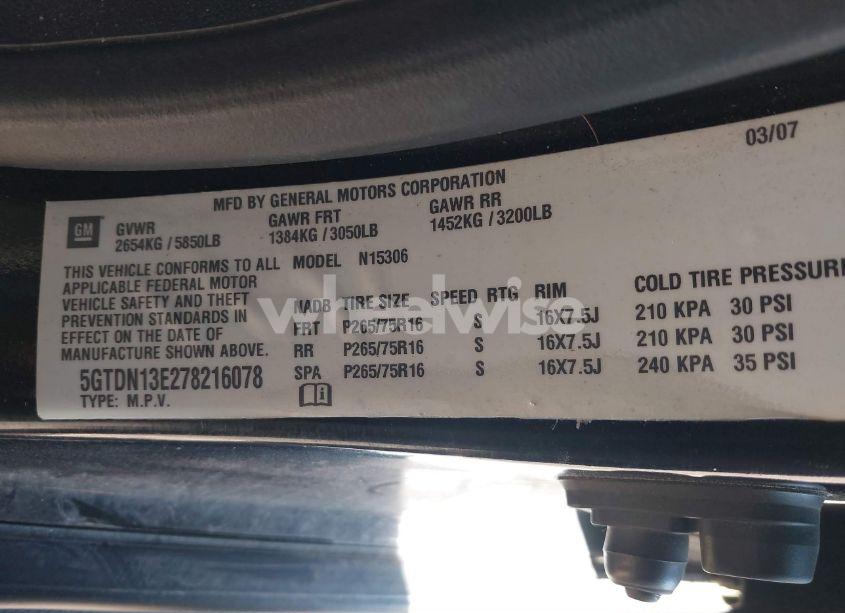 03/07
MFD BY GENERAL MOTORS CORPORATION
GM
GVWR GAWR FRT GAWR RR
2654KG / 5850LB 1384KG / 3050LB 1452KG / 3200LB
THIS VEHICLE CONFORMS TO ALL
APPLICABLE FEDERAL MOTOR
VEHICLE SAFETY AND THEFT
PREVENTION STANDARDS IN
EFFECT ON THE DATE OF
MANUFACTURE SHOWN ABOVE.
5GTDN13E278216078
TYPE: M.P.V.
MODEL N15306
NADB TIRE SIZE SPEED RTG RIM COLD TIRE PRESSURE
FRT P265/75R16 S 16X7.5J 210 KPA 30 PSI
RR P265/75R16 S 16X7.5J 210 KPA 30 PSI
SPA P265/75R16 S 16X7.5J 240 KPA 35 PSI
i
wheelwise